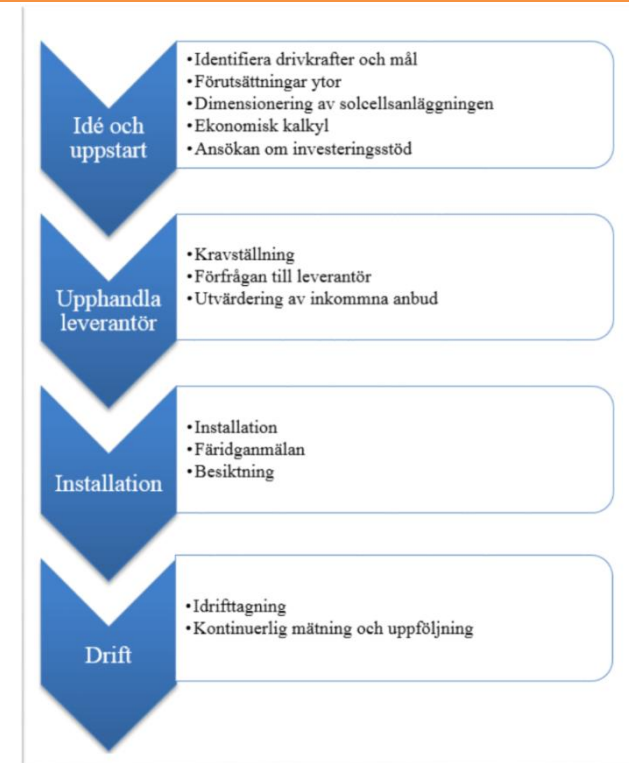 Idé och
uppstart
•Identifiera drivkrafter och mål
•Förutsättningar ytor
•Dimensionering av solcellsanläggningen
•Ekonomisk kalkyl
•Ansökan om investeringsstöd
Upphandla
leverantör
•Kravställning
•Förfrågan till leverantör
•Utvärdering av inkommna anbud
Installation
•Installation
•Färidganmälan
•Besiktning
Drift
•Idrifttagning
•Kontinuerlig mätning och uppföljning